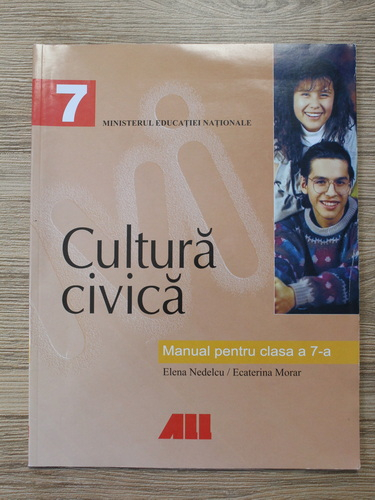 7
MINISTERUL EDUCAȚIEI NAȚIONALE
Cultură
civică
Manual pentru clasa a 7-a
Elena Nedelcu / Ecaterina Morar
ALL